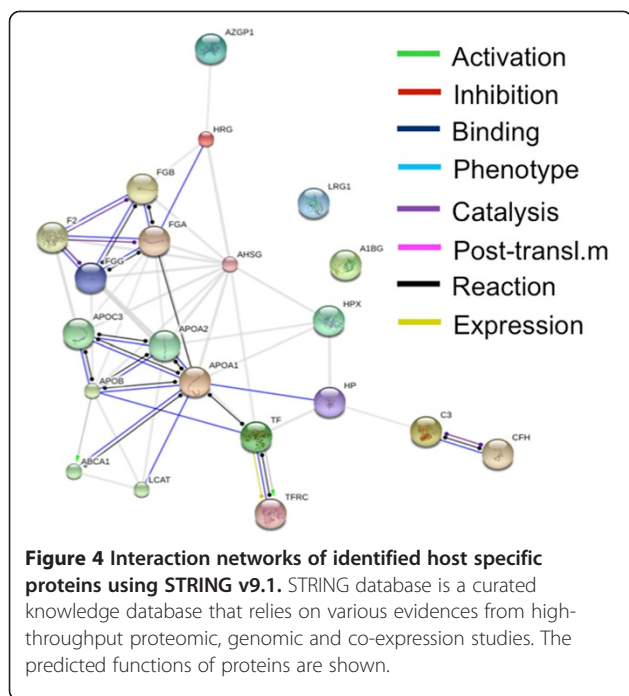 AZGP1
Activation
Inhibition
HRG
Binding
FGB
Phenotype
LRG1
F2
FGA
Catalysis
FGG
AHSG
A1BG
Post-transl.m
Reaction
HPX
APOC3
APOA2
Expression
APOB
APOA1
HP
TF
C3
CFH
ABCA1
LCAT
TFRC
Figure 4 Interaction networks of identified host specific
proteins using STRING v9.1. STRING database is a curated
knowledge database that relies on various evidences from high-
throughput proteomic, genomic and co-expression studies. The
predicted functions of proteins are shown.